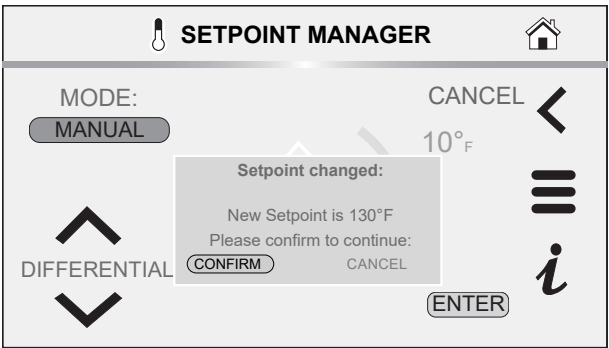 SETPOINT MANAGER
MODE:
MANUAL
CANCEL
10°F
Setpoint changed:
New Setpoint is 130°F
Please confirm to continue:
CONFIRM CANCEL
DIFFERENTIAL
ENTER
i